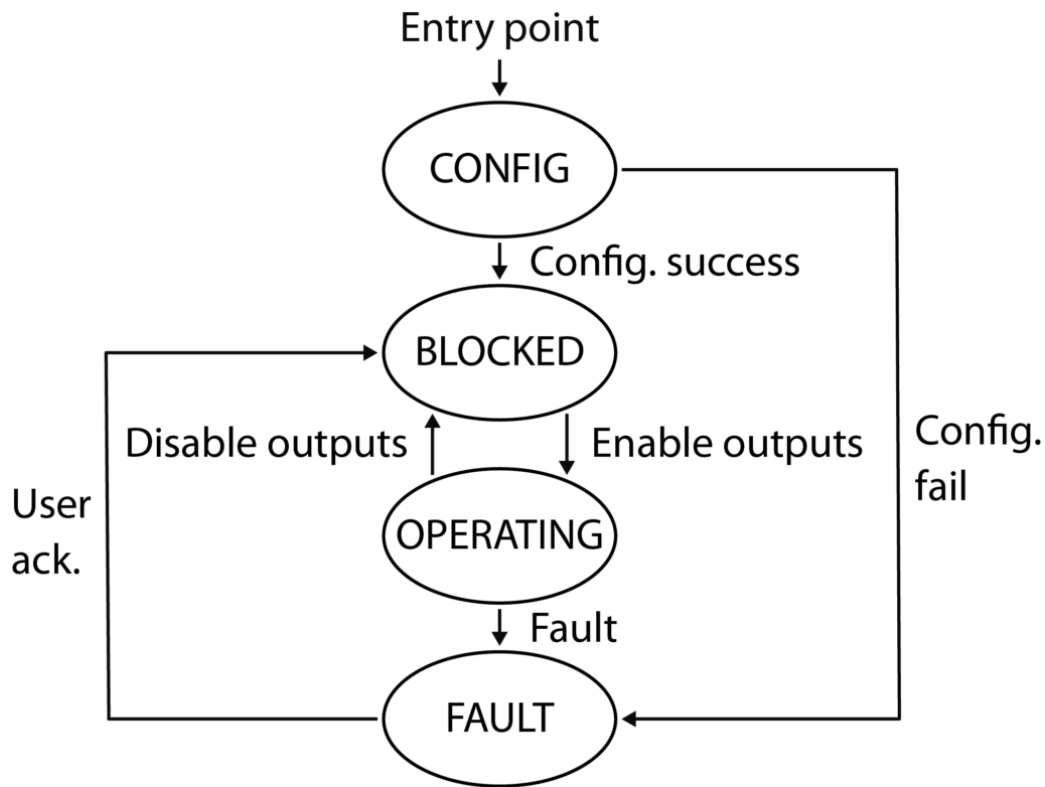 Entry point
CONFIG
Config. success
BLOCKED
Disable outputs
Enable outputs
Config.
fail
User
ack.
OPERATING
Fault
FAULT